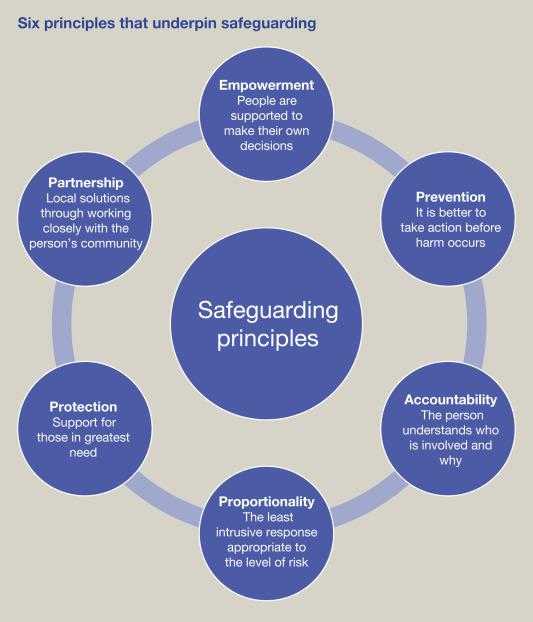 Six principles that underpin safeguarding
Empowerment
People are
supported to
make their own
decisions
Partnership
Local solutions
through working
closely with the
person's community
Prevention
It is better to
take action before
harm occurs
Safeguarding
principles
Protection
Support for
those in greatest
need
Accountability
The person
understands who
is involved and
why
Proportionality
The least
intrusive response
appropriate to
the level of risk